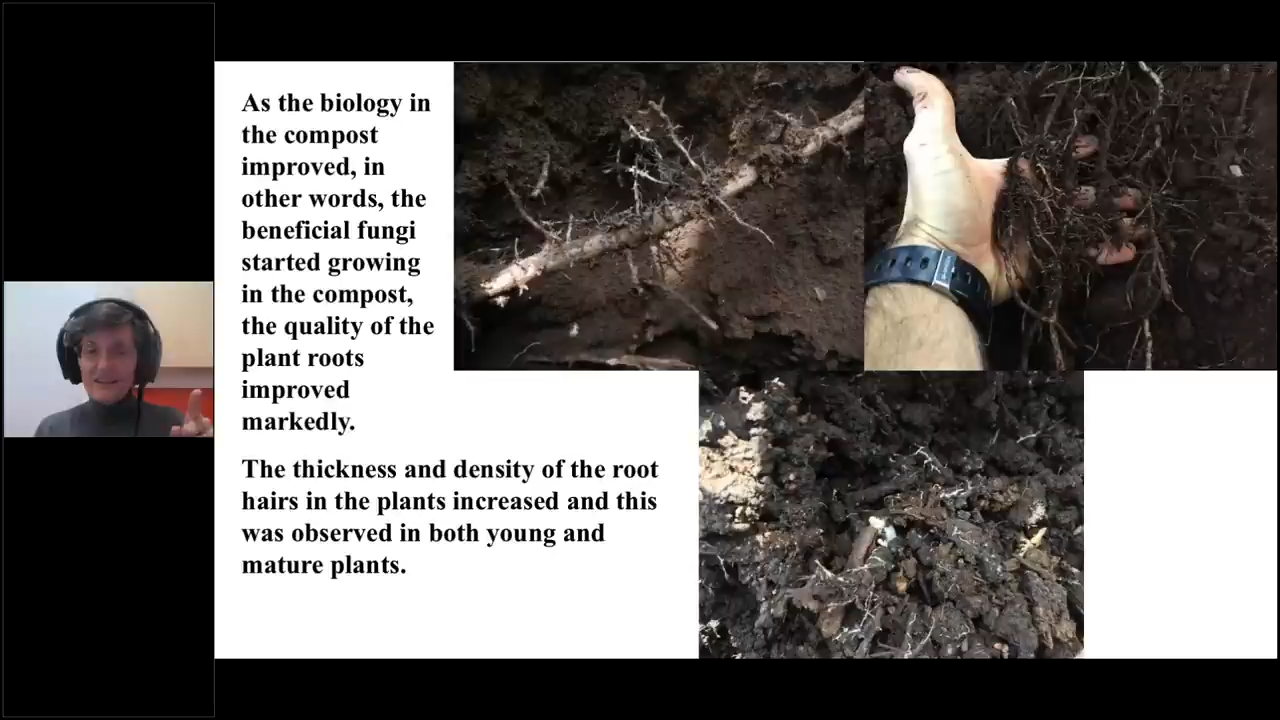 As the biology in
the compost
improved, in
other words, the
beneficial fungi
started growing
in the compost,
the quality of the
plant roots
improved
markedly.
The thickness and density of the root
hairs in the plants increased and this
was observed in both young and
mature plants.